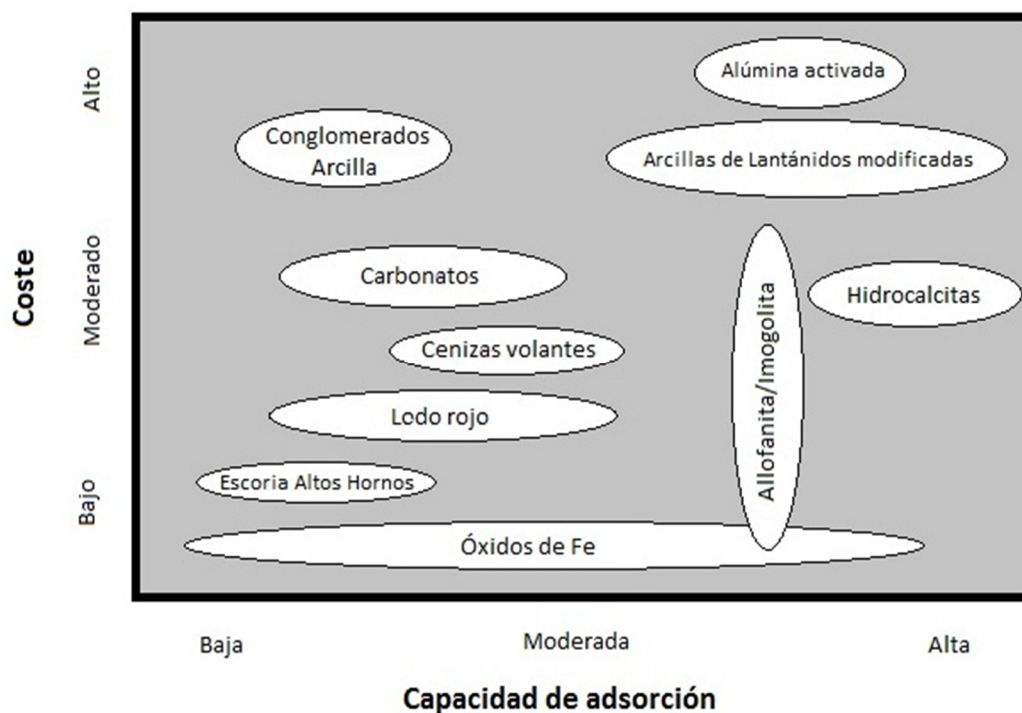 Coste
Alto
Moderado
Bajo
Alúmina activada
Conglomerados
Arcilla
Arcillas de Lantánidos modificadas
Carbonatos
Hidrocalcitas
Cenizas volantes
Allofanita/Imogolita
Lodo rojo
Escoria Altos Hornos
Óxidos de Fe
Baja
Moderada
Alta
Capacidad de adsorción